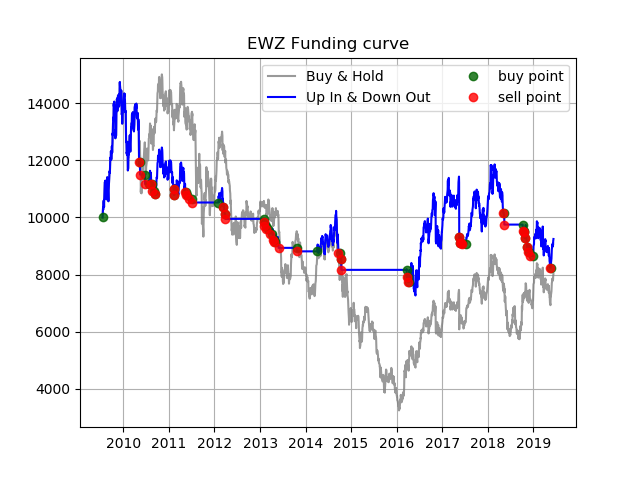 EWZ Funding curve
Buy & Hold
Up In & Down Out
buy point
sell point
14000
12000
10000
8000
6000
4000
2010 2011 2012 2013 2014 2015 2016 2017 2018 2019